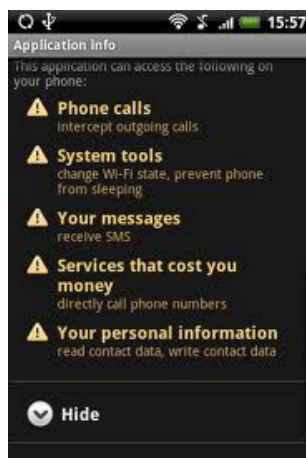 15:57
Application info
This application can access the following on
your phone:
Phone calls
intercept outgoing calls
System tools
change Wi-Fi state, prevent phone
from sleeping
Your messages
receive SMS
Services that cost you
money
directly call phone numbers
Your personal information
read contact data, write contact data
Hide